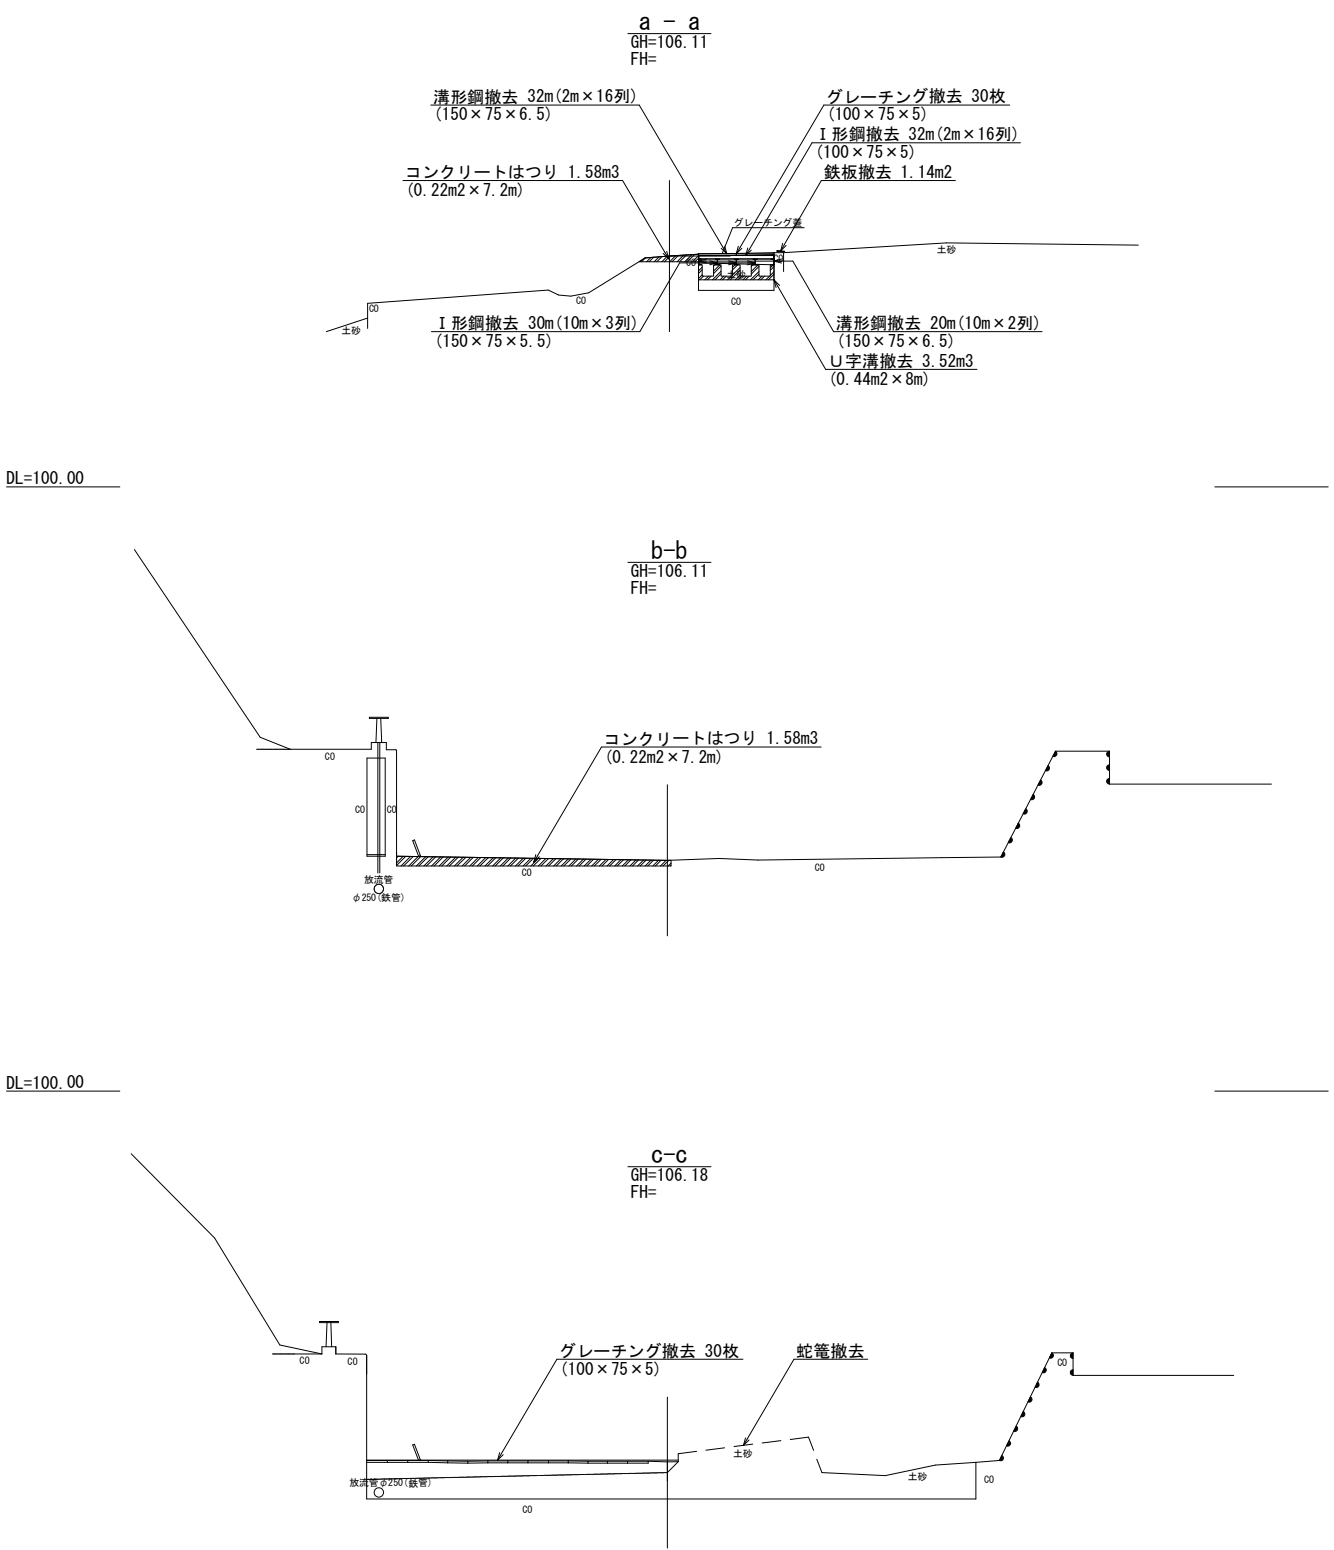 a - a
GH=106.11
FH=
溝形鋼撤去 32m(2m×16列)
(150×75×6.5)
グレーチング撤去 30枚
(100×75×5)
I形鋼撤去 32m(2m×16列)
(100×75×5)
コンクリートはつり 1.58m3
(0.22m2×7.2m)
鉄板撤去 1.14m2
グレーチング蓋
土砂
CO
CO
土砂
CO
CO
CO
土砂
I形鋼撤去 30m(10m×3列)
(150×75×5.5)
溝形鋼撤去 20m(10m×2列)
(150×75×6.5)
U字溝撤去 3.52m3
(0.44m2×8m)
DL=100.00
b-b
GH=106.11
FH=
コンクリートはつり 1.58m3
(0.22m2×7.2m)
CO
CO
CO
CO
CO
放流管
φ250(鉄管)
DL=100.00
c-c
GH=106.18
FH=
グレーチング撤去 30枚
(100×75×5)
蛇篭撤去
CO
CO
CO
土砂
土砂
CO
放流管φ250(鉄管)
CO